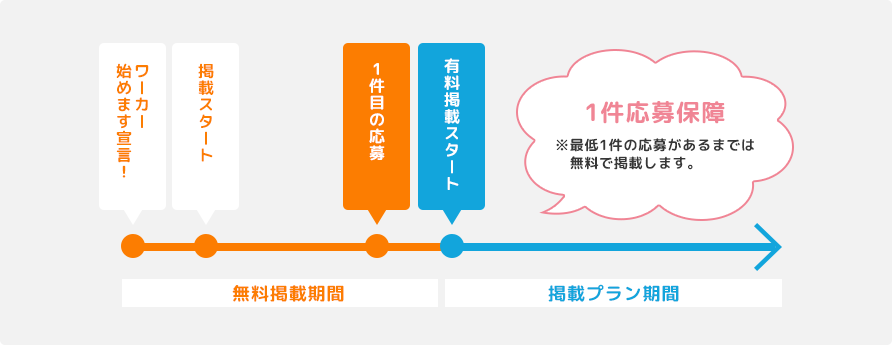 ワーカー
始めます宣言！
掲載スタート
1件目の応募
有料掲載スタート
1件応募保障
※最低1件の応募があるまでは
無料で掲載します。
無料掲載期間
掲載プラン期間